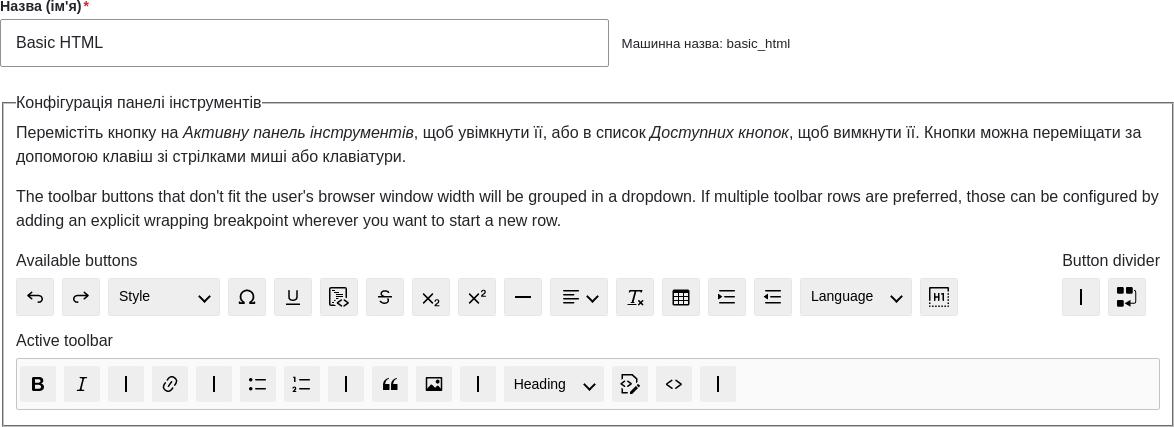 Назва (ім'я)*
Basic HTML
Машинна назва: basic_html
Конфігурація панелі інструментів
Перемістіть кнопку на Активну панель інструментів, щоб увімкнути її, або в список Доступних кнопок, щоб вимкнути її. Кнопки можна переміщати за
допомогою клавіш зі стрілками миші або клавіатури.
The toolbar buttons that don't fit the user's browser window width will be grouped in a dropdown. If multiple toolbar rows are preferred, those can be configured by
adding an explicit wrapping breakpoint wherever you want to start a new row.
Available buttons
Button divider
Style
Language
H1
Active toolbar
B I
Heading